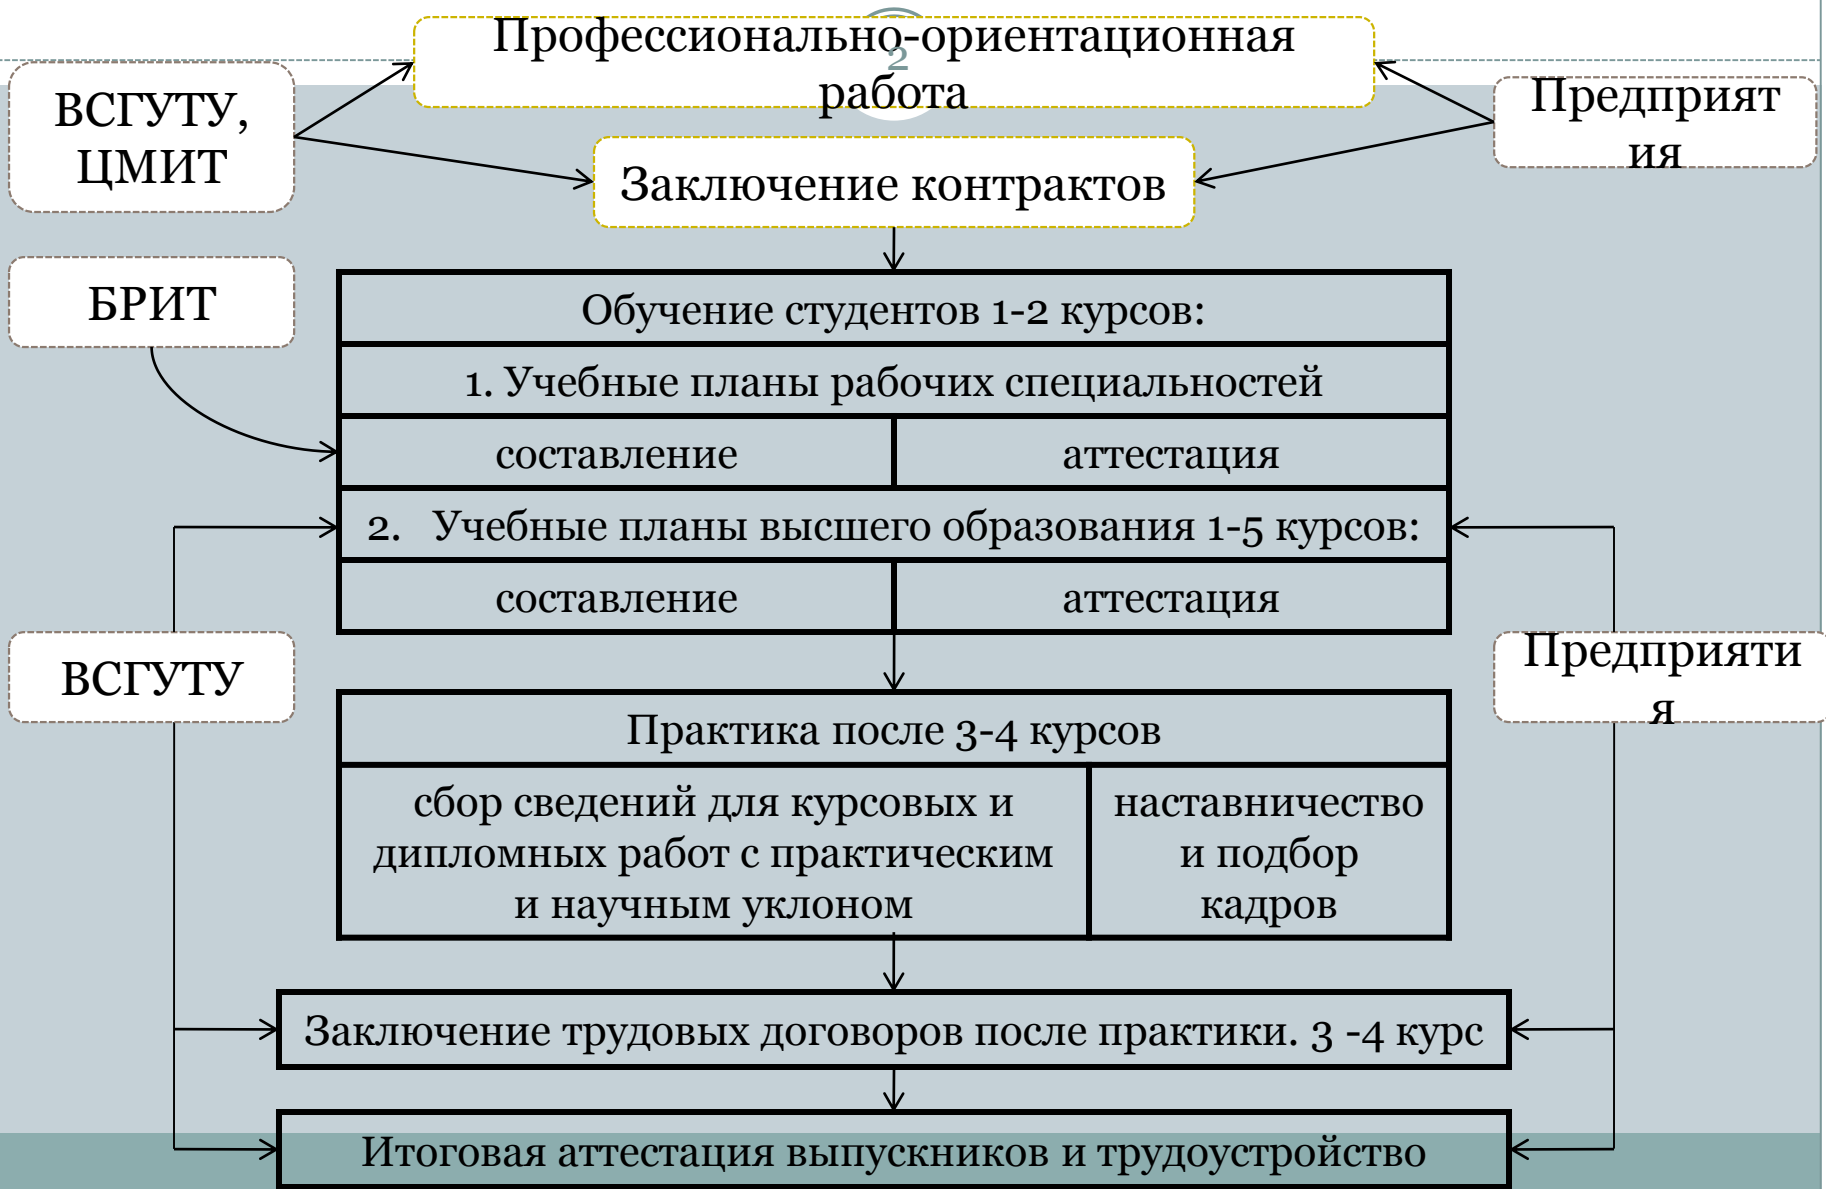 Профессионально-ориентационная
работа
2
ВСГУТУ,
ЦМИТ
Предприят
ия
Заключение контрактов
БРИТ
Обучение студентов 1-2 курсов:
1. Учебные планы рабочих специальностей
составление
аттестация
2. Учебные планы высшего образования 1-5 курсов:
составление
аттестация
ВСГУТУ
Предприяти
я
Практика после 3-4 курсов
сбор сведений для курсовых и
дипломных работ с практическим
и научным уклоном
наставничество
и подбор
кадров
Заключение трудовых договоров после практики. 3 -4 курс
Итоговая аттестация выпускников и трудоустройство